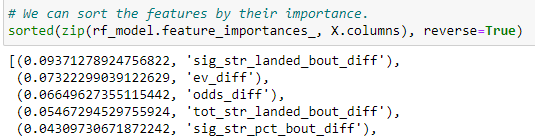 # We can sort the features by their importance.
sorted(zip(rf_model.feature_importances_, X.columns), reverse=True)
[(0.09371278924756822, 'sig_str_landed_bout_diff'),
(0.07322299039122629, 'ev_diff'),
(0.06649627355115442, 'odds_diff'),
(0.05467294529755924, 'tot_str_landed_bout_diff'),
(0.04309730671872242, 'sig_str_pct_bout_diff'),